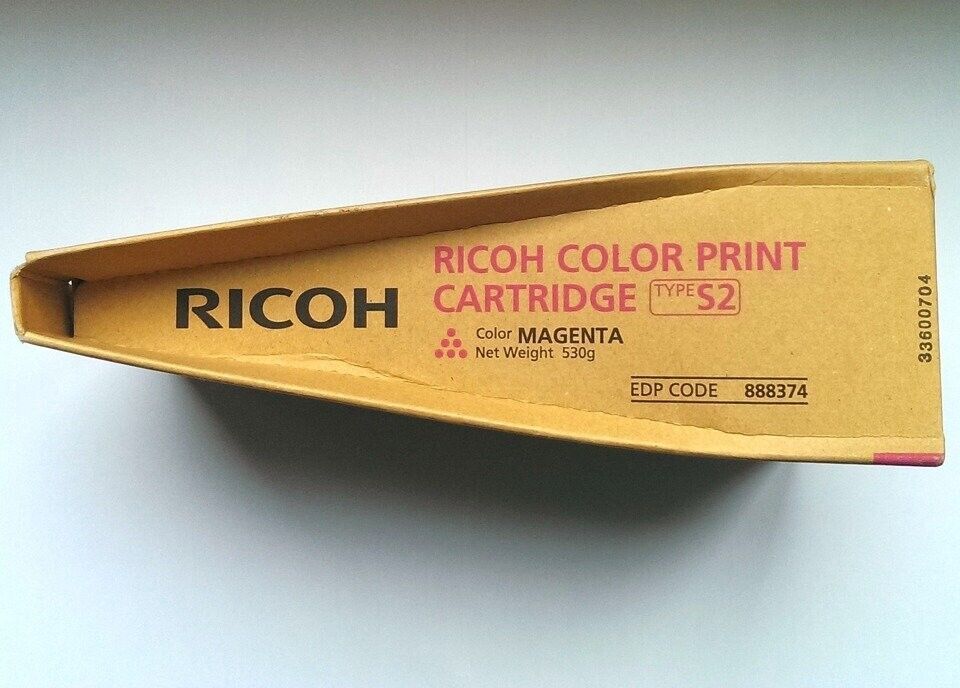 RICOH
RICOH COLOR PRINT
CARTRIDGE TYPE S2
Color MAGENTA
Net Weight 530g
EDP CODE 888374
33600704